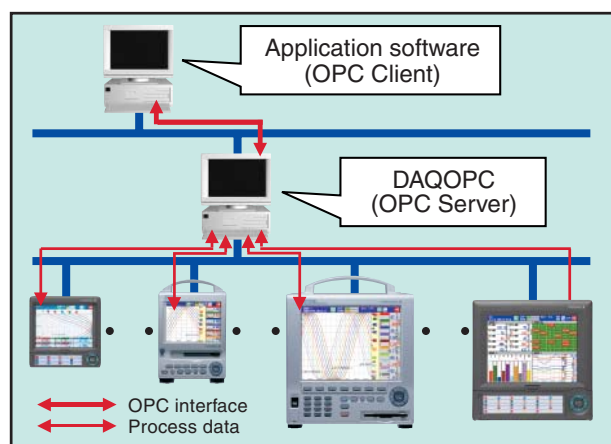 Application software
(OPC Client)
DAQOPC
(OPC Server)
OPC interface
Process data